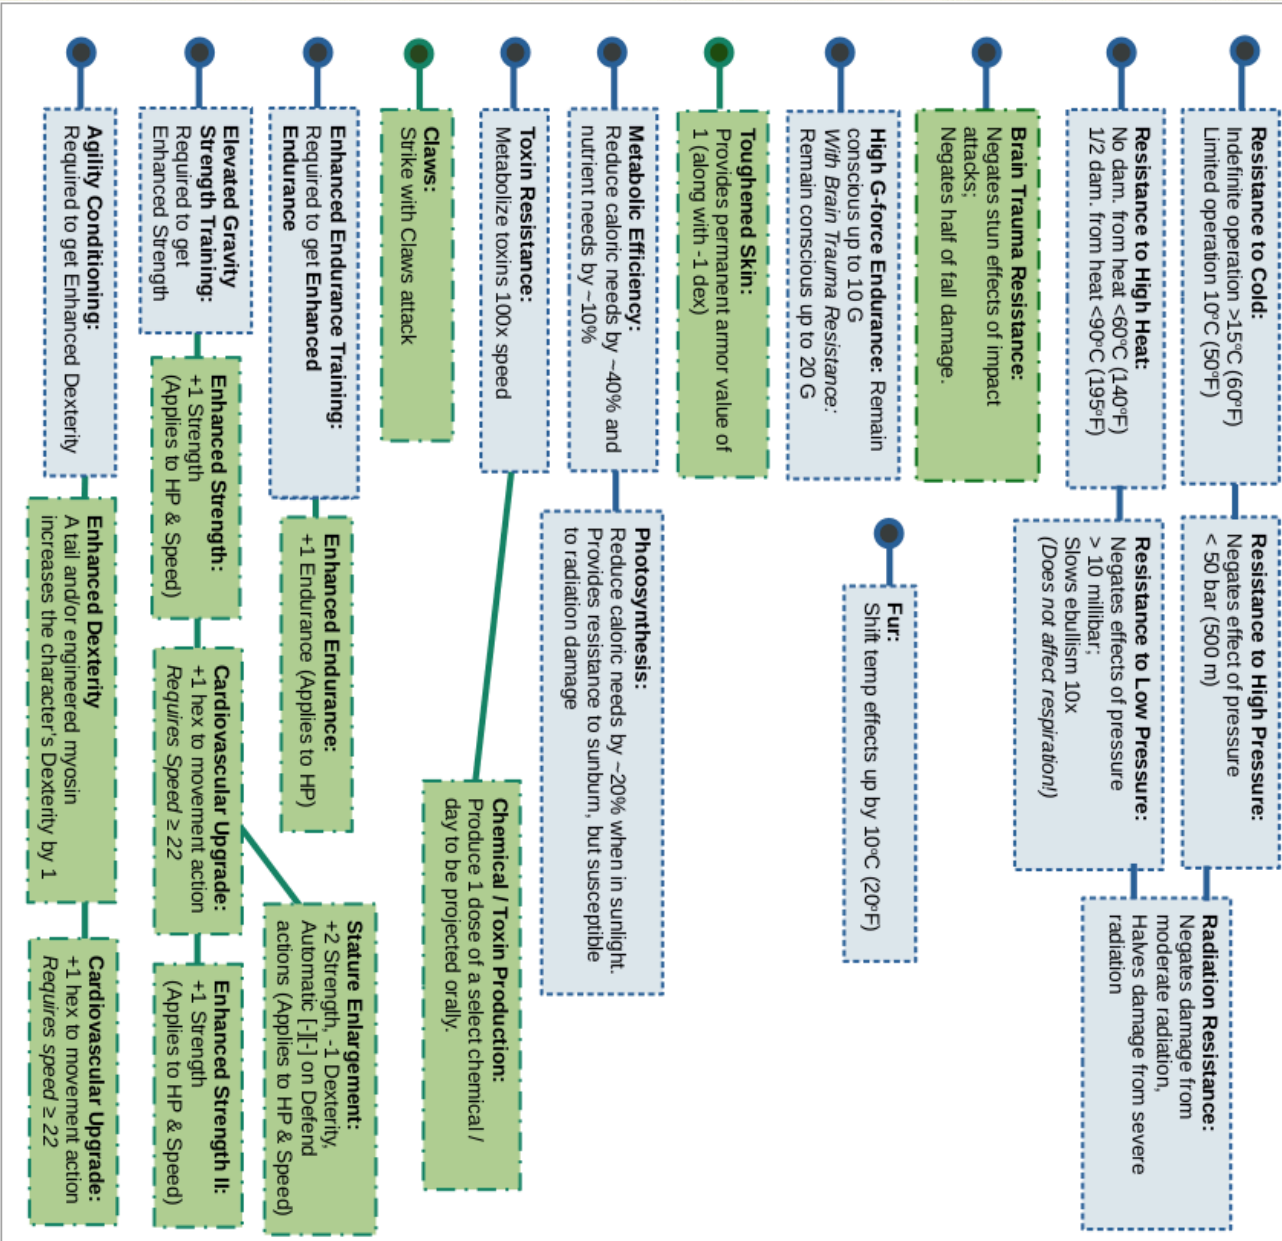 Resistance to Cold:
Indefinite operation >15°C (60°F)
Limited operation 10°C (50°F)
Resistance to High Pressure:
Negates effect of pressure
< 50 bar (500 m)
Resistance to High Heat:
No dam. from heat <60°C (140°F)
1/2 dam. from heat <90°C (195°F)
Resistance to Low Pressure:
Negates effects of pressure
> 10 millibar;
Slows ebullism 10x
(Does not affect respiration!)
Radiation Resistance:
Negates damage from
moderate radiation,
Halves damage from severe
radiation
Brain Trauma Resistance:
Negates stun effects of impact
attacks;
Negates half of fall damage.
High G-force Endurance: Remain
conscious up to 10 G
With Brain Trauma Resistance:
Remain conscious up to 20 G
Fur:
Shift temp effects up by 10°C (20°F)
Toughened Skin:
Provides permanent armor value of
1 (along with -1 dex)
Metabolic Efficiency:
Reduce caloric needs by ~40% and
nutrient needs by ~10%
Photosynthesis:
Reduce caloric needs by ~20% when in sunlight.
Provides resistance to sunburn, but susceptible
to radiation damage
Toxin Resistance:
Metabolize toxins 100x speed
Chemical / Toxin Production:
Produce 1 dose of a select chemical /
day to be projected orally.
Claws:
Strike with Claws attack
Enhanced Endurance Training:
Required to get Enhanced
Endurance
Enhanced Endurance:
+1 Endurance (Applies to HP)
Elevated Gravity
Strength Training:
Required to get
Enhanced Strength
Enhanced Strength:
+1 Strength
(Applies to HP & Speed)
Cardiovascular Upgrade:
+1 hex to movement action
Requires Speed ≥ 22
Stature Enlargement:
+2 Strength, -1 Dexterity,
Automatic [-][-] on Defend
actions (Applies to HP & Speed)
Enhanced Strength II:
+1 Strength
(Applies to HP & Speed)
Agility Conditioning:
Required to get Enhanced Dexterity
Enhanced Dexterity
A tail and/or engineered myosin
increases the character's Dexterity by 1
Cardiovascular Upgrade:
+1 hex to movement action
Requires speed ≥ 22